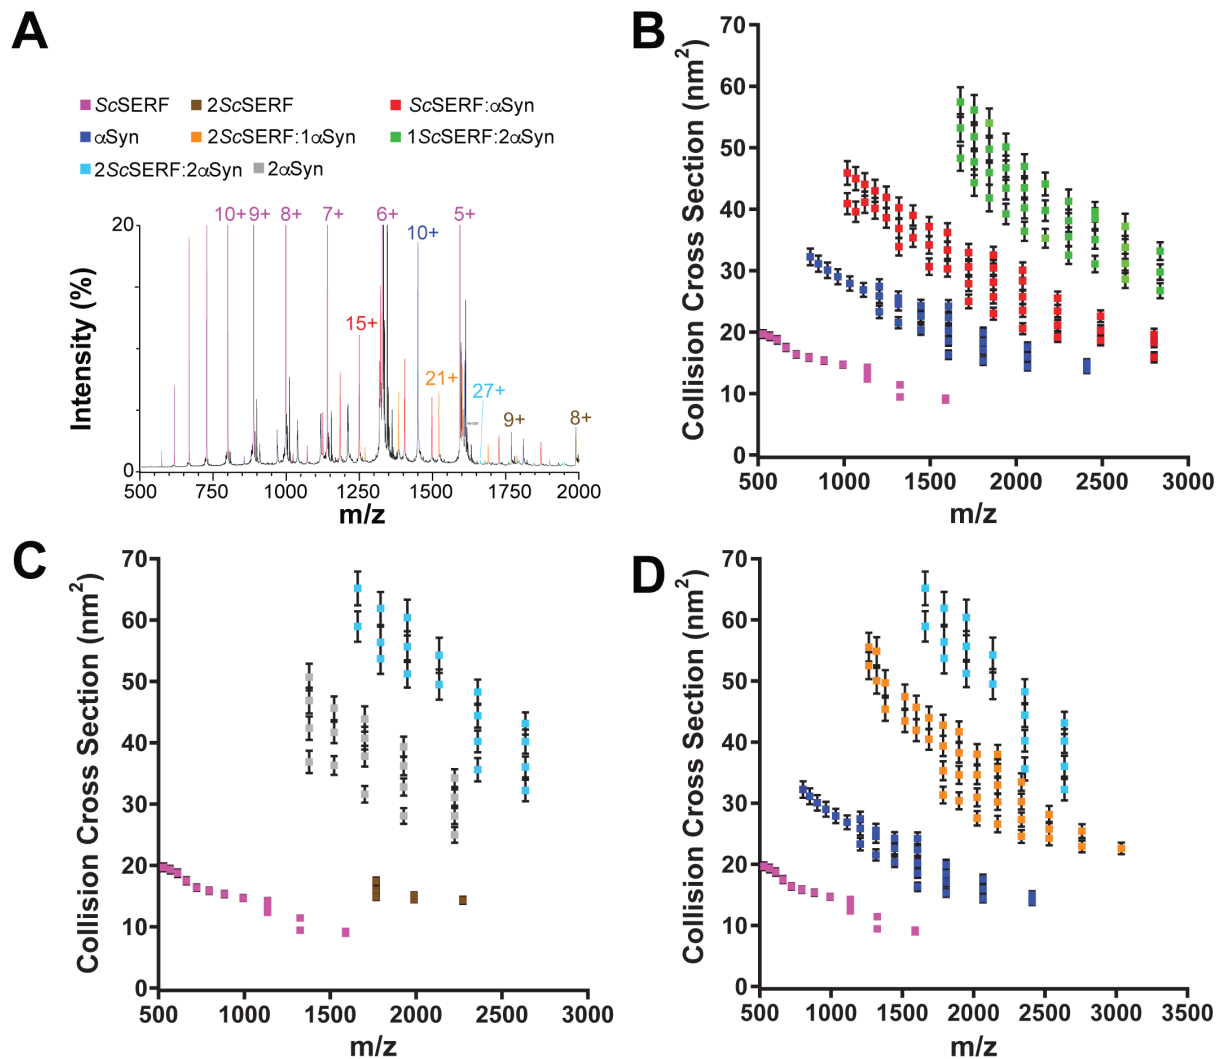 A
ScSERF 2ScSERF ScSERF:αSyn
αSyn 2ScSERF:1αSyn 1ScSERF:2αSyn
2ScSERF:2αSyn 2αSyn
10+ 9+ 8+ 7+ 6+ 5+
10+
15+
21+
27+
9+
8+
20
0
Intensity (%)
500 750 1000 1250 1500 1750 2000
m/z
B
70
60
50
40
30
20
10
0
Collision Cross Section (nm²)
500 1000 1500 2000 2500 3000
m/z
C
70
60
50
40
30
20
10
0
Collision Cross Section (nm²)
500 1000 1500 2000 2500 3000
m/z
D
70
60
50
40
30
20
10
0
Collision Cross Section (nm²)
500 1000 1500 2000 2500 3000 3500
m/z